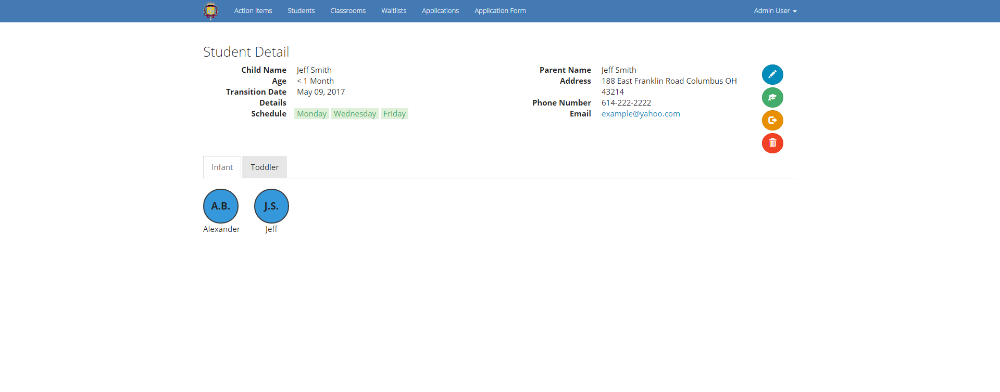 Action Items Students Classrooms Waitlists Applications Application Form Admin User
Student Detail
Child Name Jeff Smith
Age < 1 Month
Transition Date May 09, 2017
Details
Schedule Monday Wednesday Friday
Parent Name Jeff Smith
Address 188 East Franklin Road Columbus OH
43214
Phone Number 614-222-2222
Email example@yahoo.com
Infant Toddler
A.B. J.S.
Alexander Jeff